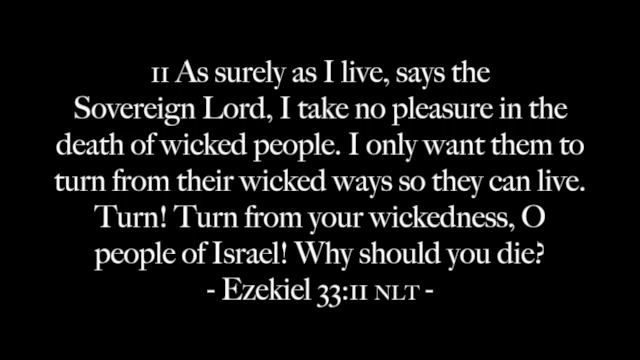 11 As surely as I live, says the
Sovereign Lord, I take no pleasure in the
death of wicked people. I only want them to
turn from their wicked ways so they can live.
Turn! Turn from your wickedness, O
people of Israel! Why should you die?
- Ezekiel 33:11 NLT -